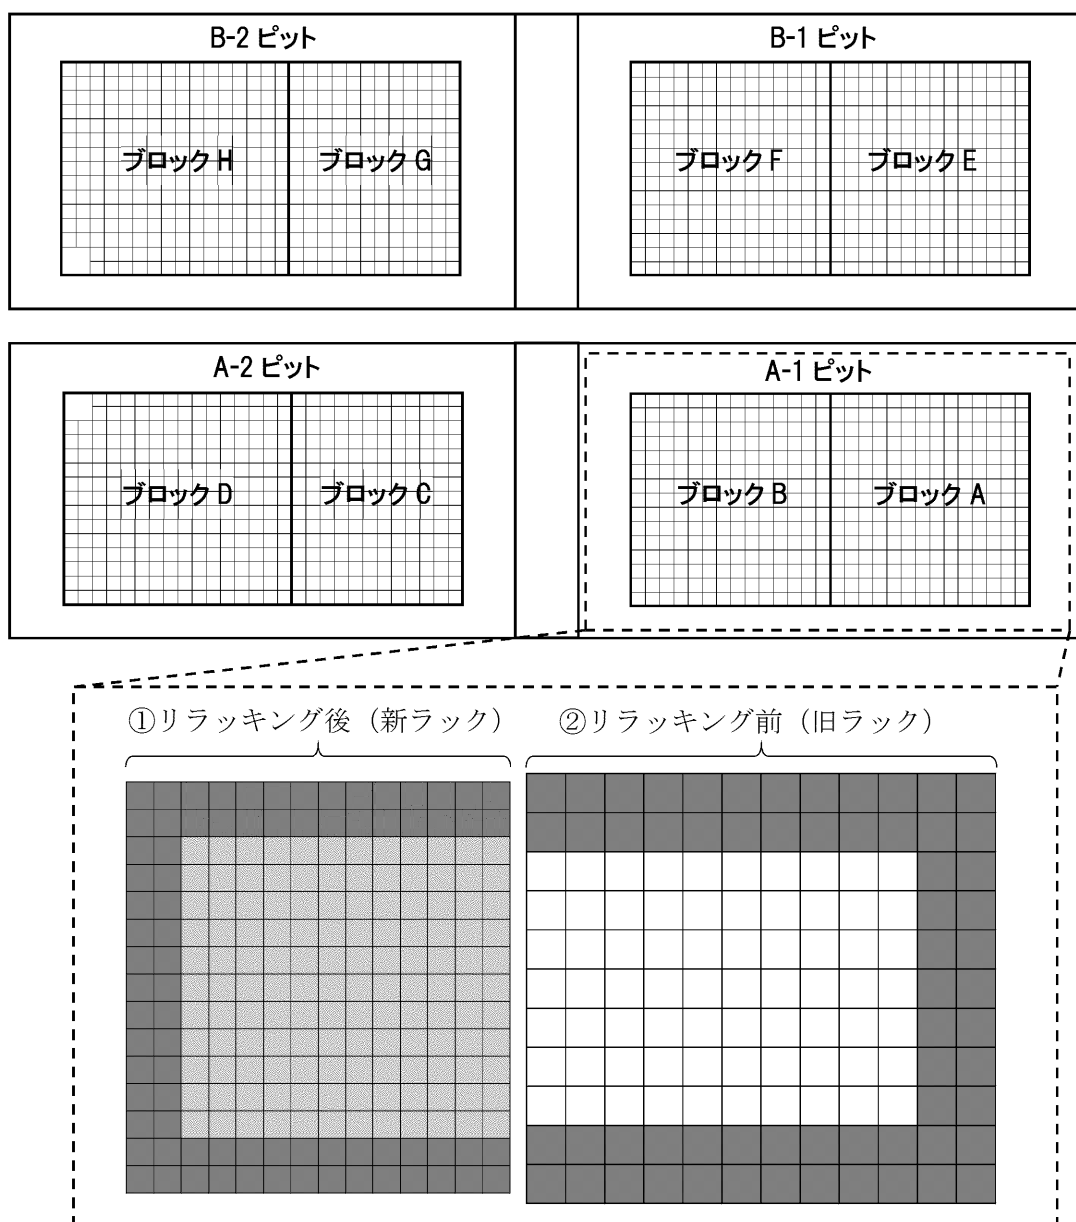 B-2 ピット
B-1 ピット
ブロック H
ブロック G
ブロック F
ブロック E
A-2 ピット
A-1 ピット
ブロック D
ブロック C
ブロック B
ブロック A
①リラッキング後（新ラック）
②リラッキング前（旧ラック）